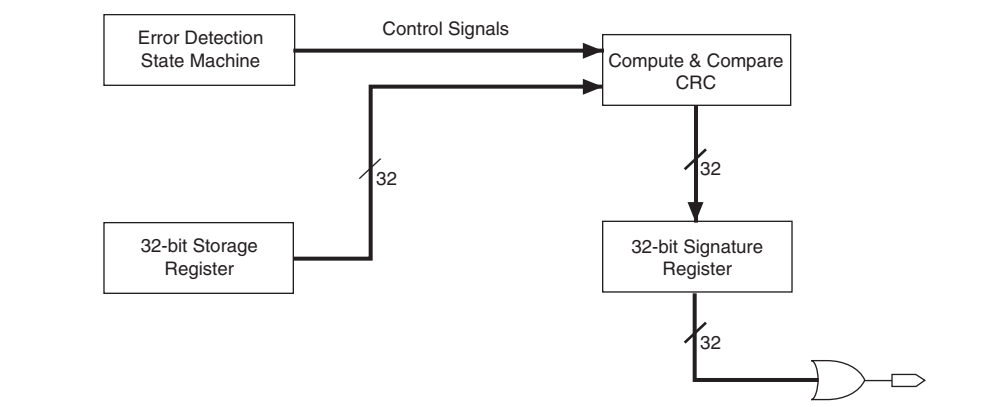 Error Detection
State Machine
Control Signals
Compute & Compare
CRC
32
32
32-bit Storage
Register
32-bit Signature
Register
32